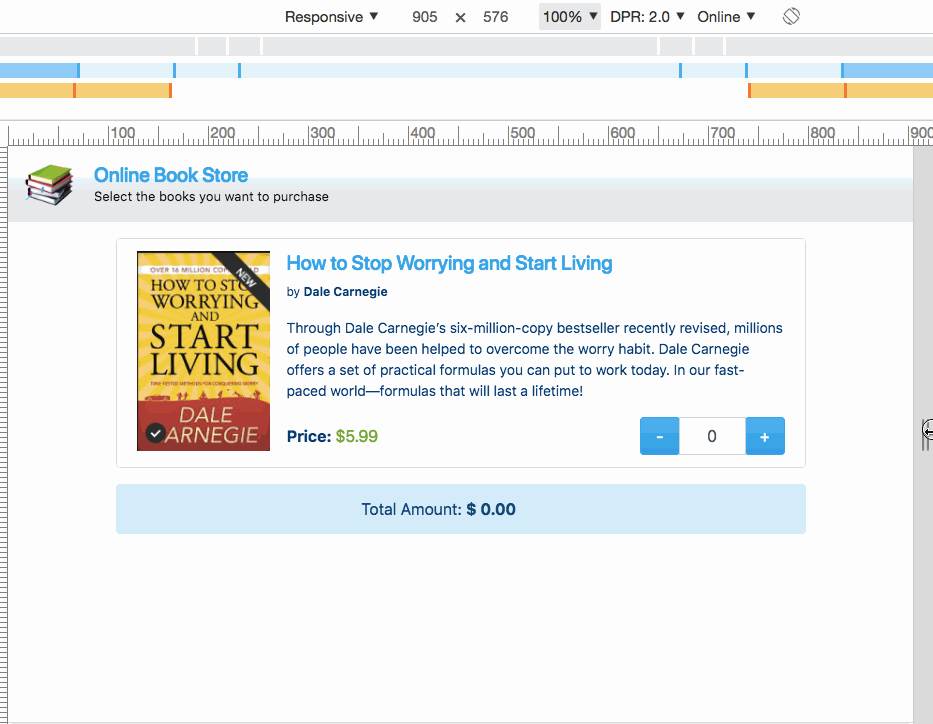 Responsive ▼ 905 × 576 100% ▼ DPR: 2.0 ▼ Online ▼
100 200 300 400 500 600 700 800 900
Online Book Store
Select the books you want to purchase
NEW
OVER 16 MILLION COP
D
HOW TO STO
WORRYING
AND
START
LIVING
TIME-TESTED METHODS FOR CONQUERING WORRY
DALE
ARNEGIE
How to Stop Worrying and Start Living
by Dale Carnegie
Through Dale Carnegie’s six-million-copy bestseller recently revised, millions
of people have been helped to overcome the worry habit. Dale Carnegie
offers a set of practical formulas you can put to work today. In our fast-
paced world—formulas that will last a lifetime!
Price: $5.99
- 0 +
Total Amount: $ 0.00